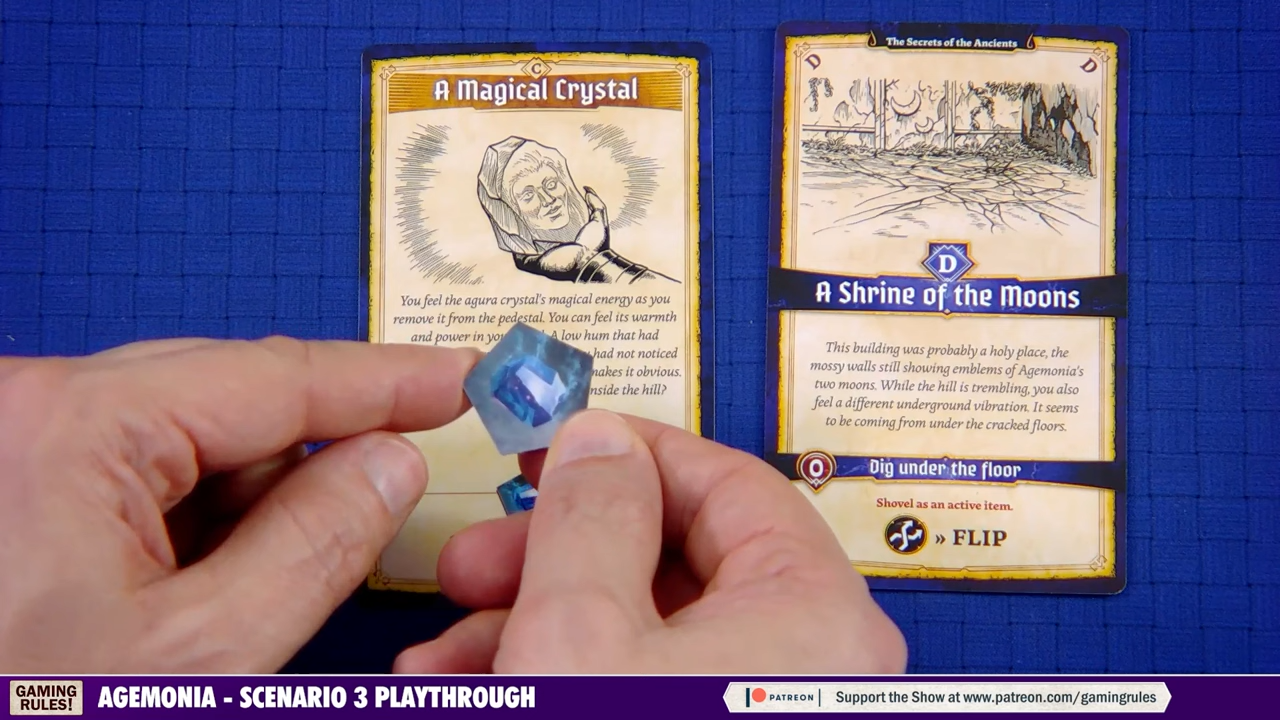 C
A Magical Crystal
You feel the agura crystal's magical energy as you
remove it from the pedestal. You can feel its warmth
and power in A low hum that had
had not noticed
makes it obvious.
inside the hill?
The Secrets of the Ancients
D
D
D
A Shrine of the Moons
This building was probably a holy place, the
mossy walls still showing emblems of Agemonia's
two moons. While the hill is trembling, you also
feel a different underground vibration. It seems
to be coming from under the cracked floors.
O
Dig under the floor
Shovel as an active item.
» FLIP
GAMING
RULES!
AGEMONIA - SCENARIO 3 PLAYTHROUGH
PATREON
Support the Show at www.patreon.com/gamingrules